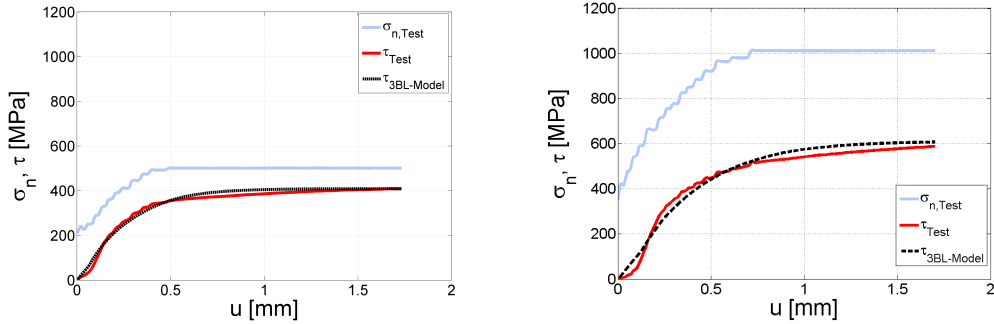 1200
1000
800
600
400
200
0
σn, τ [MPa]
σn,Test
τTest
τ3BL-Model
0
0.5
1
1.5
2
u [mm]
1200
1000
800
600
400
200
0
σn, τ [MPa]
σn,Test
τTest
τ3BL-Model
0
0.5
1
1.5
2
u [mm]